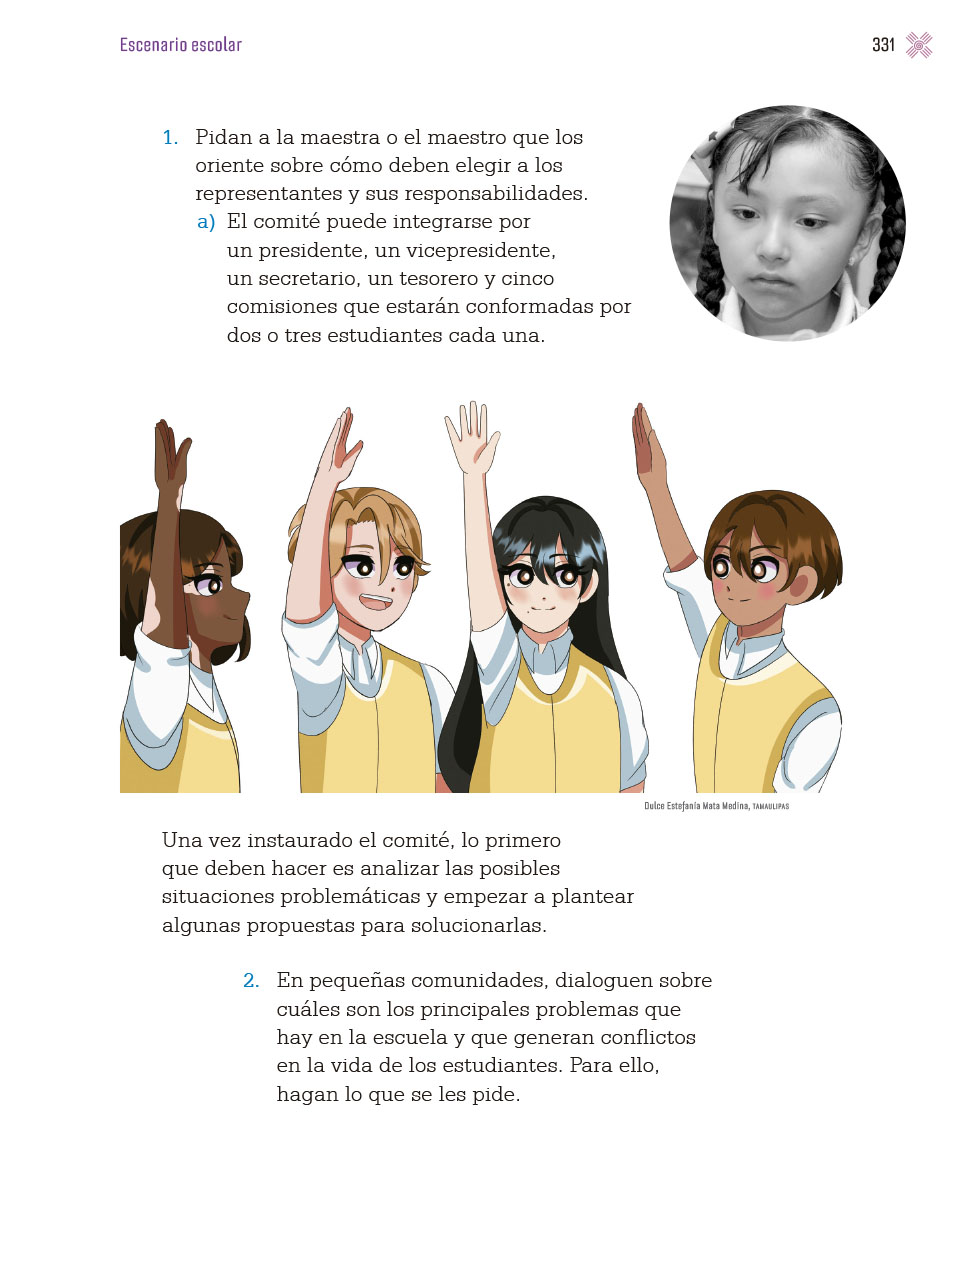 Escenario escolar
331
1. Pidan a la maestra o el maestro que los
oriente sobre cómo deben elegir a los
representantes y sus responsabilidades.
a) El comité puede integrarse por
un presidente, un vicepresidente,
un secretario, un tesorero y cinco
comisiones que estarán conformadas por
dos o tres estudiantes cada una.
Dulce Estefanía Mata Medina, TAMAULIPAS
Una vez instaurado el comité, lo primero
que deben hacer es analizar las posibles
situaciones problemáticas y empezar a plantear
algunas propuestas para solucionarlas.
2. En pequeñas comunidades, dialoguen sobre
cuáles son los principales problemas que
hay en la escuela y que generan conflictos
en la vida de los estudiantes. Para ello,
hagan lo que se les pide.